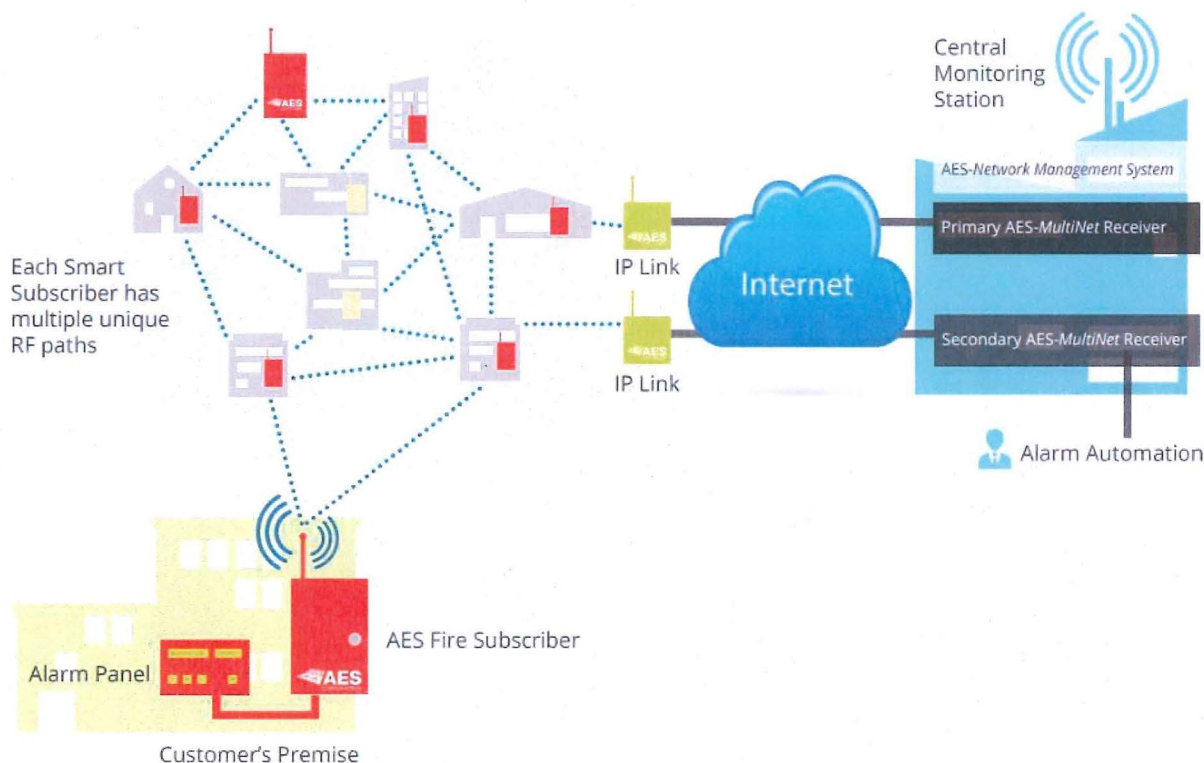 Central
Monitoring
Station
AES
AES-Network Management System
Primary AES-MultiNet Receiver
AES
IP Link
Internet
Each Smart
Subscriber has
multiple unique
RF paths
Secondary AES-MultiNet Receiver
AES
IP Link
Alarm Automation
AES Fire Subscriber
Alarm Panel
AES
Customer's Premise